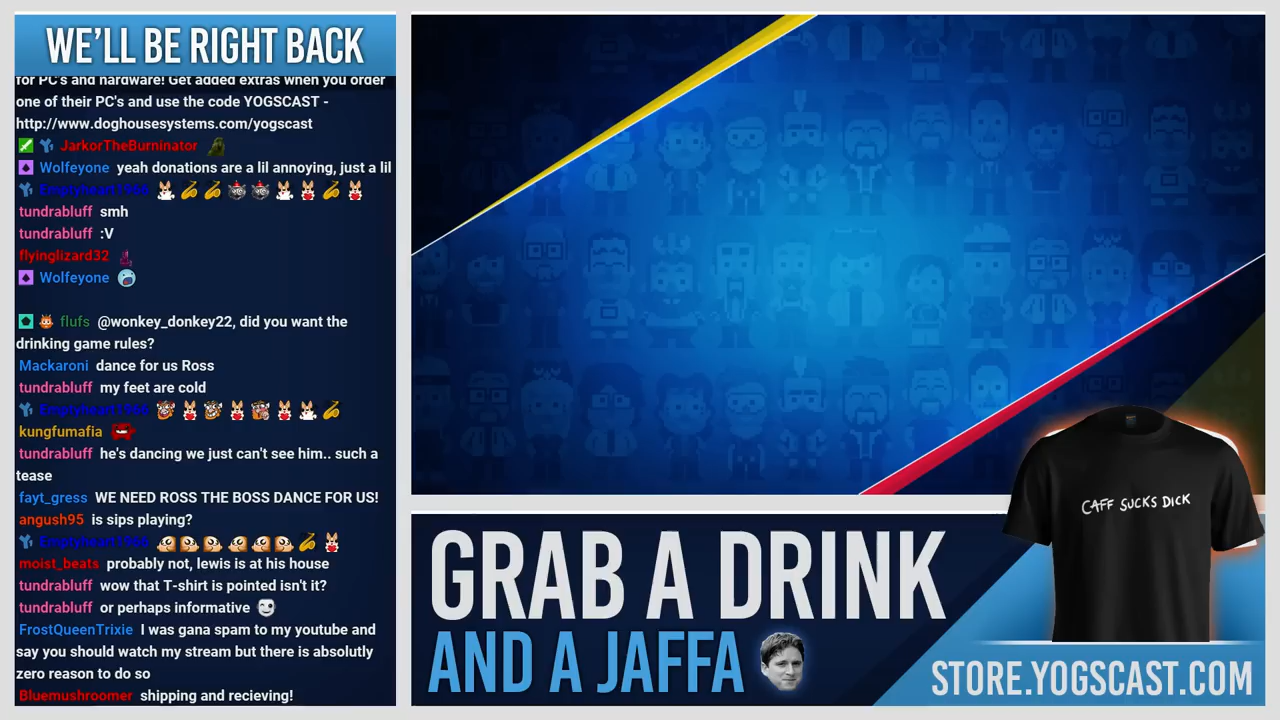 WE'LL BE RIGHT BACK
for PC's and hardware! Get added extras when you order
one of their PC's and use the code YOGSCAST -
http://www.doghousesystems.com/yogscast
JarkorTheBurninator
Wolfeyone yeah donations are a lil annoying, just a lil
Emptyheart1986
tundrabluff smh
tundrabluff :V
flyinglizard32
Wolfeyone
flufs @wonkey_donkey22, did you want the
drinking game rules?
Mackaroni dance for us Ross
tundrabluff my feet are cold
Emptyheart1986
kungfumafia
tundrabluff he's dancing we just can't see him.. such a
tease
fayt_gress WE NEED ROSS THE BOSS DANCE FOR US!
angush95 is sips playing?
Emptyheart1986
moist_beats probably not, lewis is at his house
tundrabluff wow that T-shirt is pointed isn't it?
tundrabluff or perhaps informative
FrostQueenTrixie I was gana spam to my youtube and
say you should watch my stream but there is absolutly
zero reason to do so
Bluemushroomer shipping and recieving!
CAFF SUCKS DICK
GRAB A DRINK
AND A JAFFA
STORE.YOGSCAST.COM